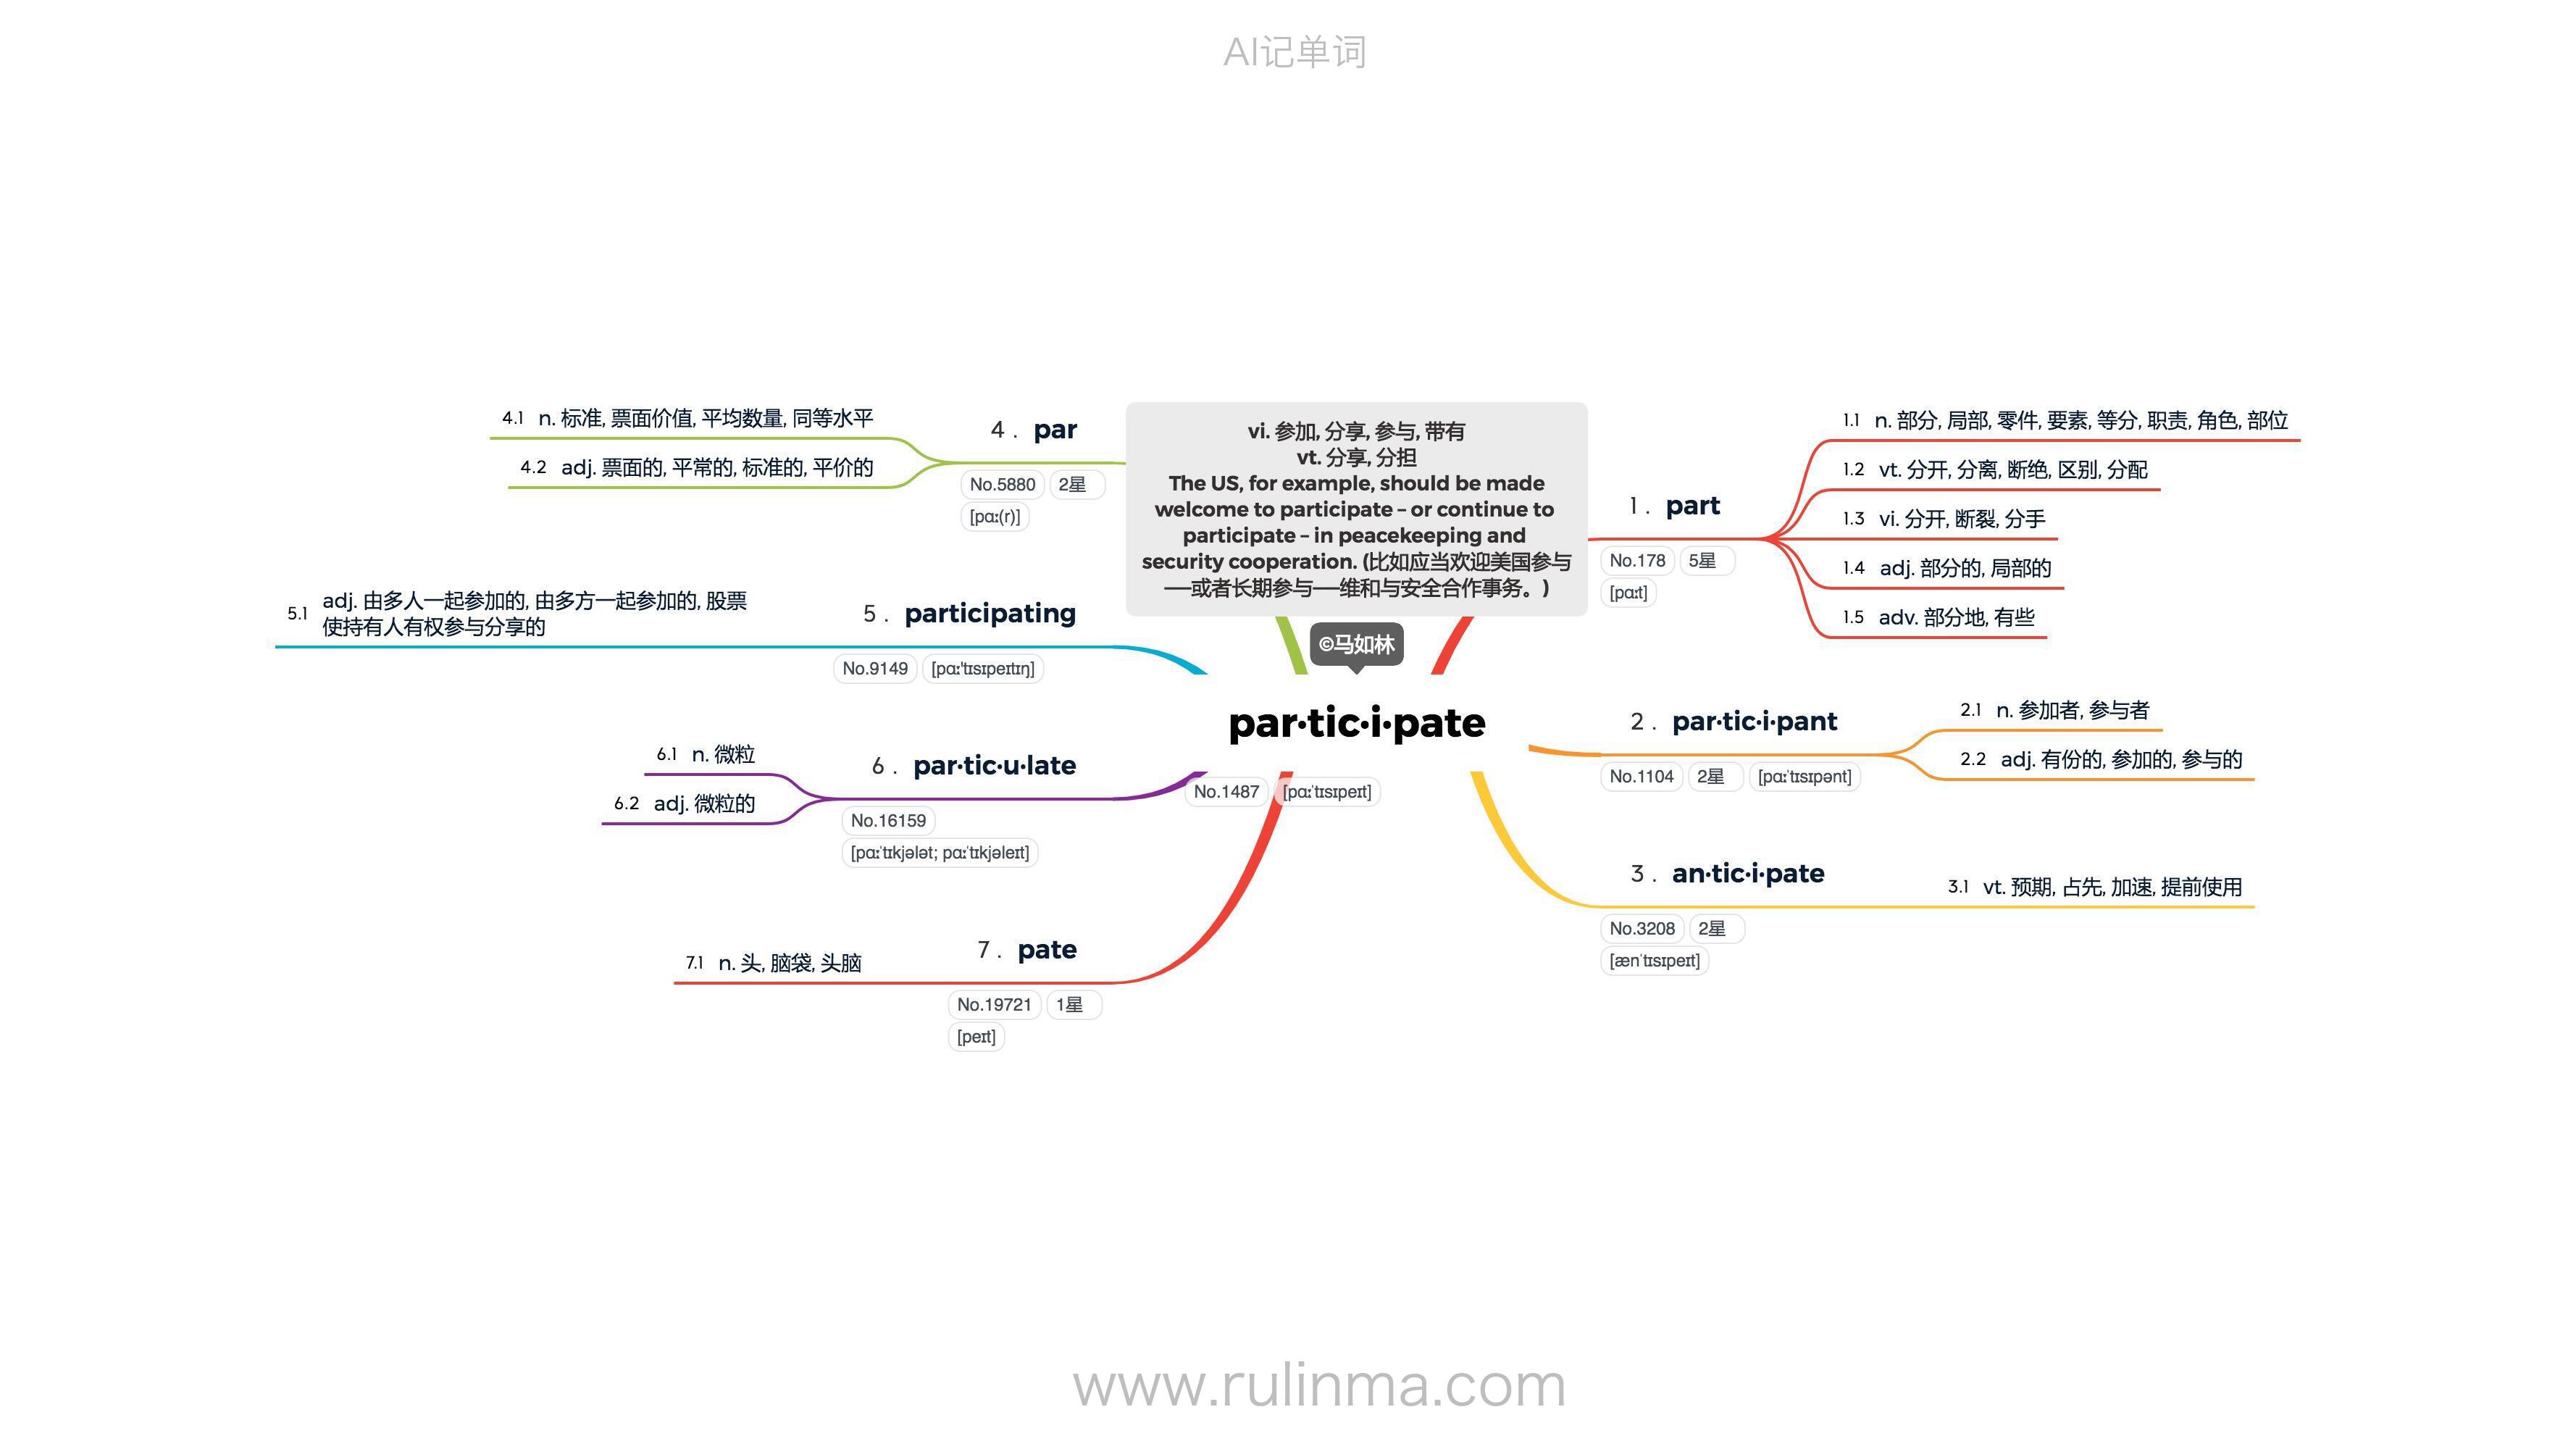 AI记单词
vi. 参加, 分享, 参与, 带有
vt. 分享, 分担
The US, for example, should be made
welcome to participate – or continue to
participate – in peacekeeping and
security cooperation. (比如应当欢迎美国参与
──或者长期参与──维和与安全合作事务。)
©马如林
par·tic·i·pate
No.1487 [pɑːˈtɪsɪpeɪt]
1. part
No.178 5星
[pɑːt]
1.1 n. 部分, 局部, 零件, 要素, 等分, 职责, 角色, 部位
1.2 vt. 分开, 分离, 断绝, 区别, 分配
1.3 vi. 分开, 断裂, 分手
1.4 adj. 部分的, 局部的
1.5 adv. 部分地, 有些
2. par·tic·i·pant
No.1104 2星 [pɑːˈtɪsɪpənt]
2.1 n. 参加者, 参与者
2.2 adj. 有份的, 参加的, 参与的
3. an·tic·i·pate
No.3208 2星
[ænˈtɪsɪpeɪt]
3.1 vt. 预期, 占先, 加速, 提前使用
4. par
No.5880 2星
[pɑː(r)]
4.1 n. 标准, 票面价值, 平均数量, 同等水平
4.2 adj. 票面的, 平常的, 标准的, 平价的
5. participating
No.9149 [pɑː'tɪsɪpeɪtɪŋ]
5.1 adj. 由多人一起参加的, 由多方一起参加的, 股票
使持有人有权参与分享的
6. par·tic·u·late
No.16159
[pɑːˈtɪkjələt; pɑːˈtɪkjəleɪt]
6.1 n. 微粒
6.2 adj. 微粒的
7. pate
No.19721 1星
[peɪt]
7.1 n. 头, 脑袋, 头脑
www.rulinma.com